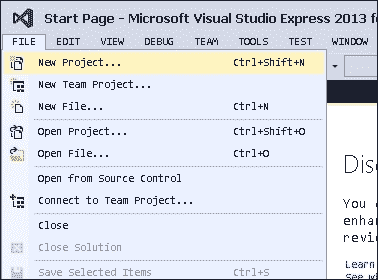 Start Page - Microsoft Visual Studio Express 2013 f
FILE EDIT VIEW DEBUG TEAM TOOLS TEST WINDOW
New Project... Ctrl+Shift+N
New Team Project...
New File... Ctrl+N
Open Project... Ctrl+Shift+O
Open File... Ctrl+O
Open from Source Control
Connect to Team Project...
Close
Close Solution
Save Selected Items Ctrl+S
Disc
You
enha
revi
Learn
See w